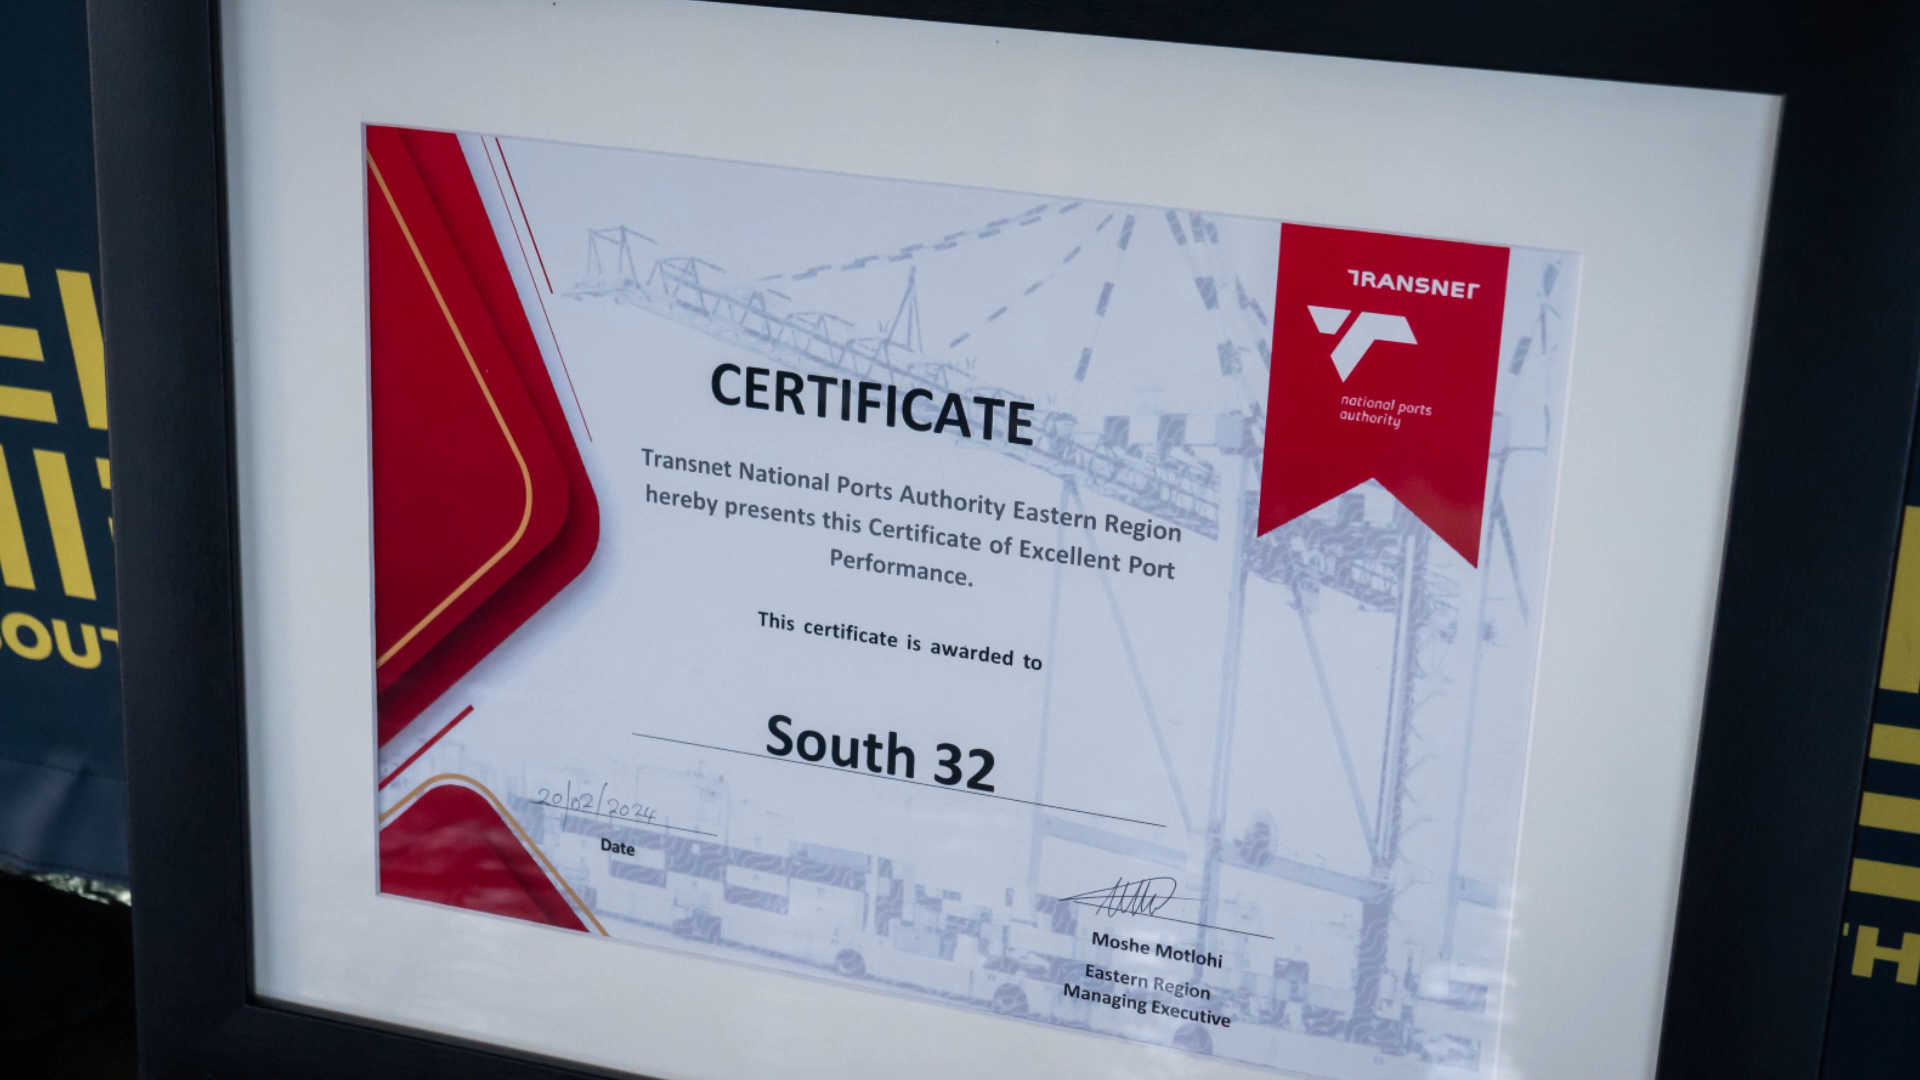 TRANSNET
national ports
authority
CERTIFICATE
Transnet National Ports Authority Eastern Region
hereby presents this Certificate of Excellent Port
Performance.
This certificate is awarded to
South 32
20/02/2024
Date
Moshe Motlohi
Eastern Region
Managing Executive